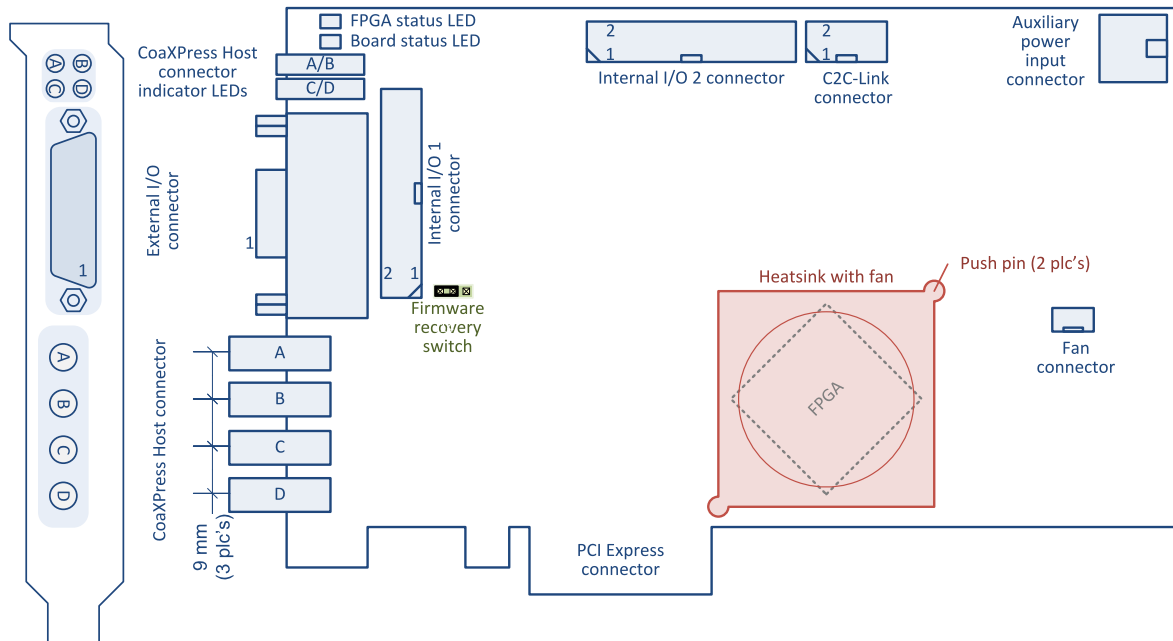 FPGA status LED
Board status LED
CoaXPress Host
connector
indicator LEDs
A/B
C/D
2
1
Internal I/O 2 connector
2
1
C2C-Link
connector
Auxiliary
power
input
connector
A B
C D
1
External I/O
connector
1
Internal I/O 1
connector
2 1
Firmware
recovery
switch
Heatsink with fan
Push pin (2 plc's)
FPGA
Fan
connector
A
B
C
D
CoaXPress Host connector
A
B
C
D
9 mm
(3 plc's)
PCI Express
connector